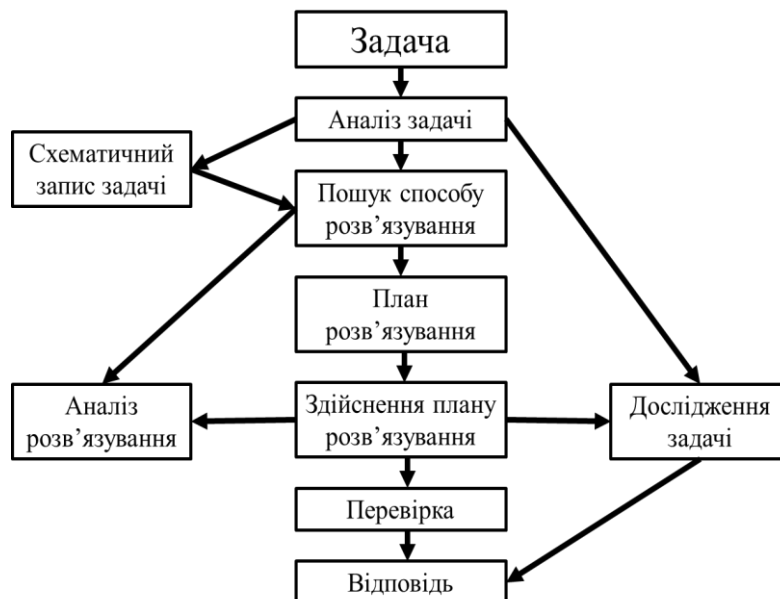 Задача
Аналіз задачі
Схематичний
запис задачі
Пошук способу
розв’язування
План
розв’язування
Аналіз
розв’язування
Здійснення плану
розв’язування
Дослідження
задачі
Перевірка
Відповідь